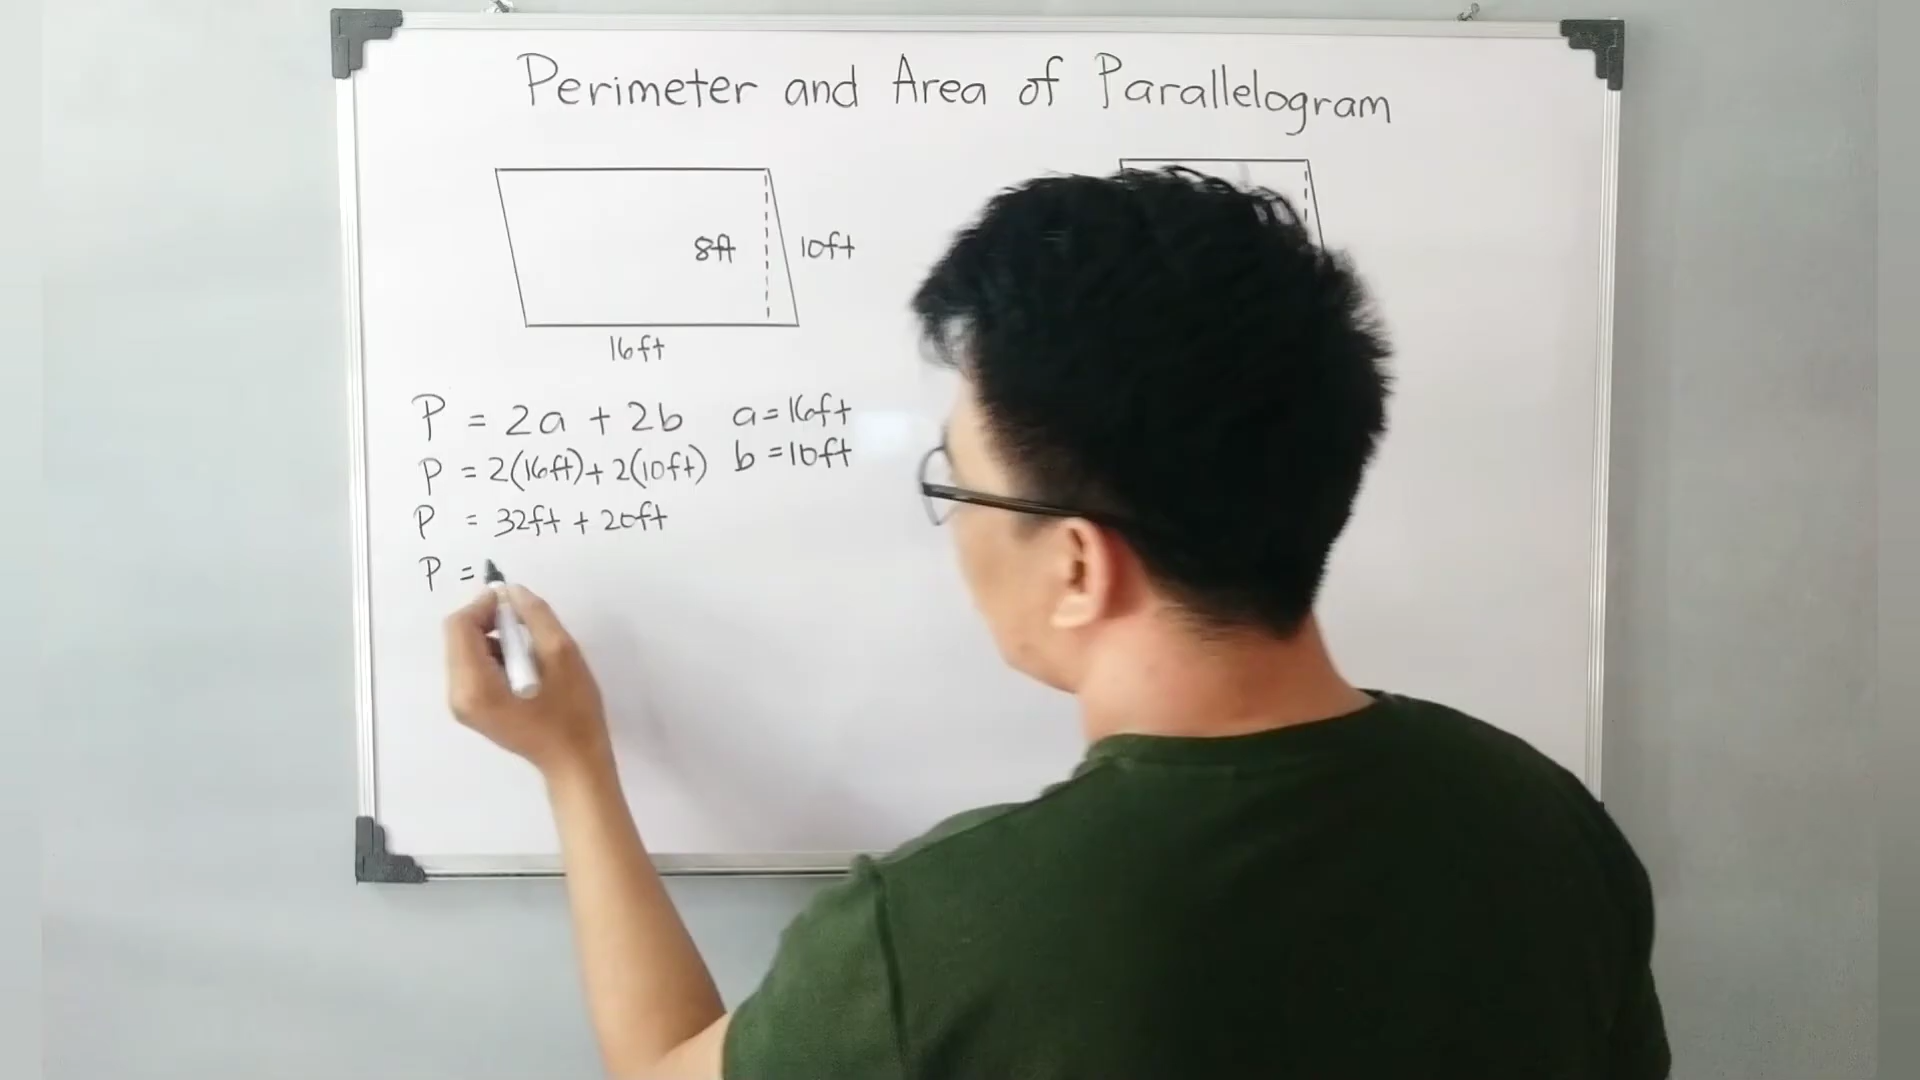 Perimeter and Area of Parallelogram
8ft
10ft
16ft
P = 2a + 2b
a = 16ft
P = 2(16ft) + 2(10ft)
b = 10ft
P = 32ft + 20ft
P =